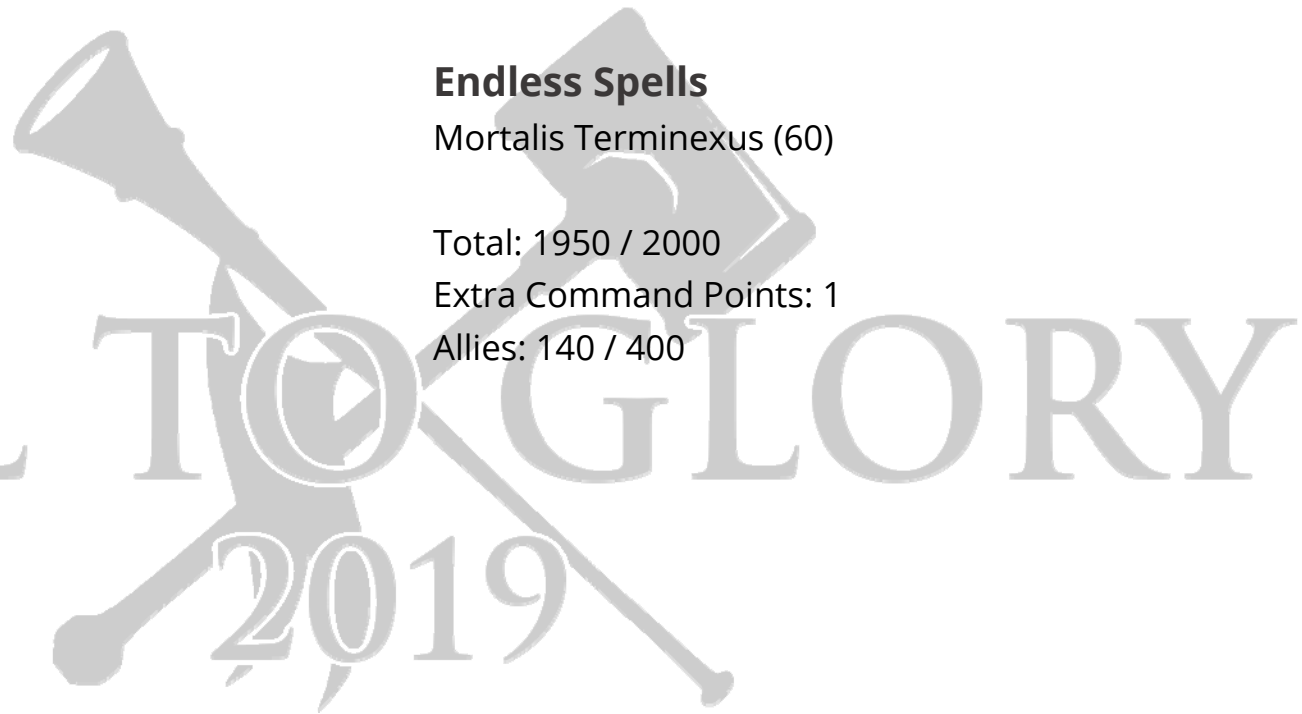 Endless Spells
Mortalis Terminexus (60)
Total: 1950 / 2000
Extra Command Points: 1
Allies: 140 / 400
L TO GLORY
2019